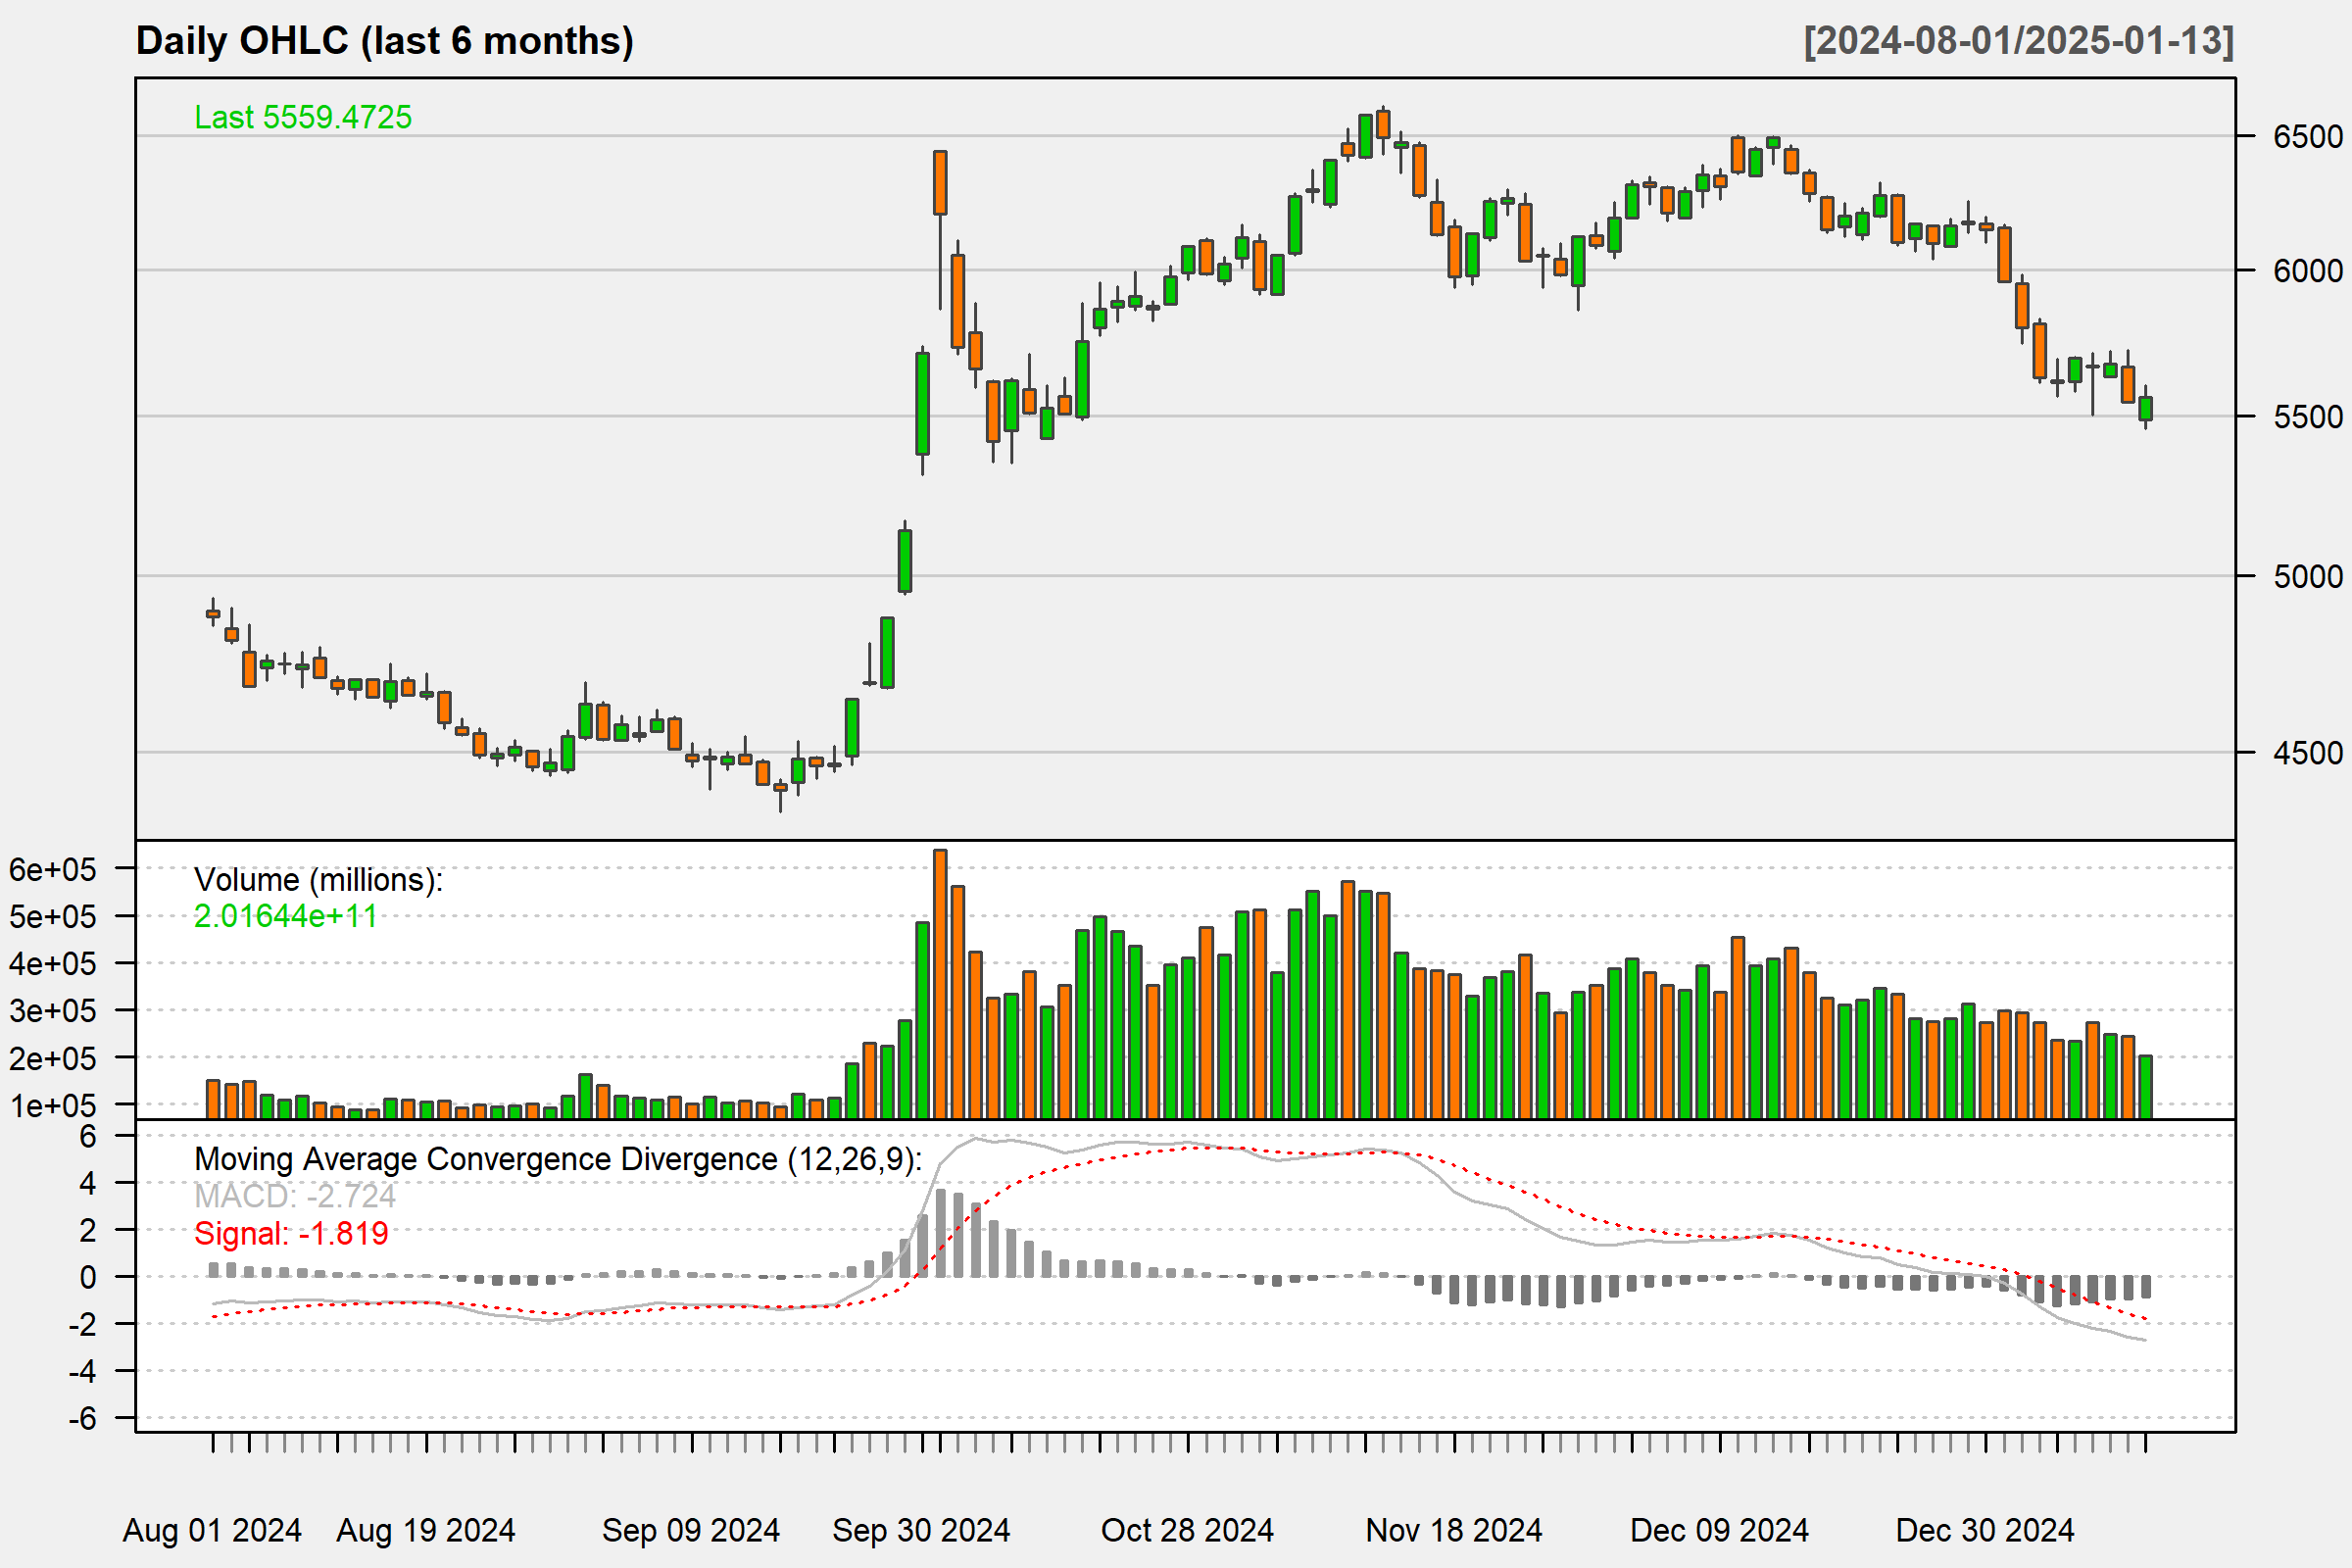 Daily OHLC (last 6 months)
[2024-08-01/2025-01-13]
Last 5559.4725
6500
6000
5500
5000
4500
Volume (millions):
2.01644e+11
6e+05
5e+05
4e+05
3e+05
2e+05
1e+05
Moving Average Convergence Divergence (12,26,9):
MACD: -2.724
Signal: -1.819
6
4
2
0
-2
-4
-6
Aug 01 2024
Aug 19 2024
Sep 09 2024
Sep 30 2024
Oct 28 2024
Nov 18 2024
Dec 09 2024
Dec 30 2024